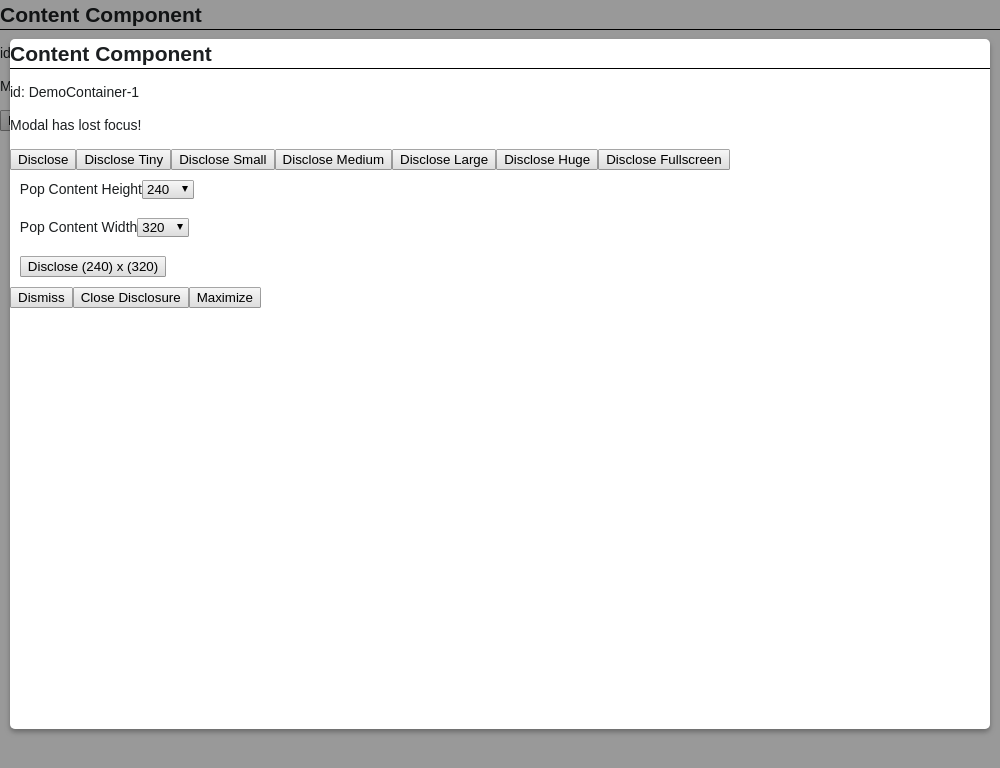 Content Component
id
Content Component
M
id: DemoContainer-1
Modal has lost focus!
Disclose Disclose Tiny Disclose Small Disclose Medium Disclose Large Disclose Huge Disclose Fullscreen
Pop Content Height 240
Pop Content Width 320
Disclose (240) x (320)
Dismiss Close Disclosure Maximize